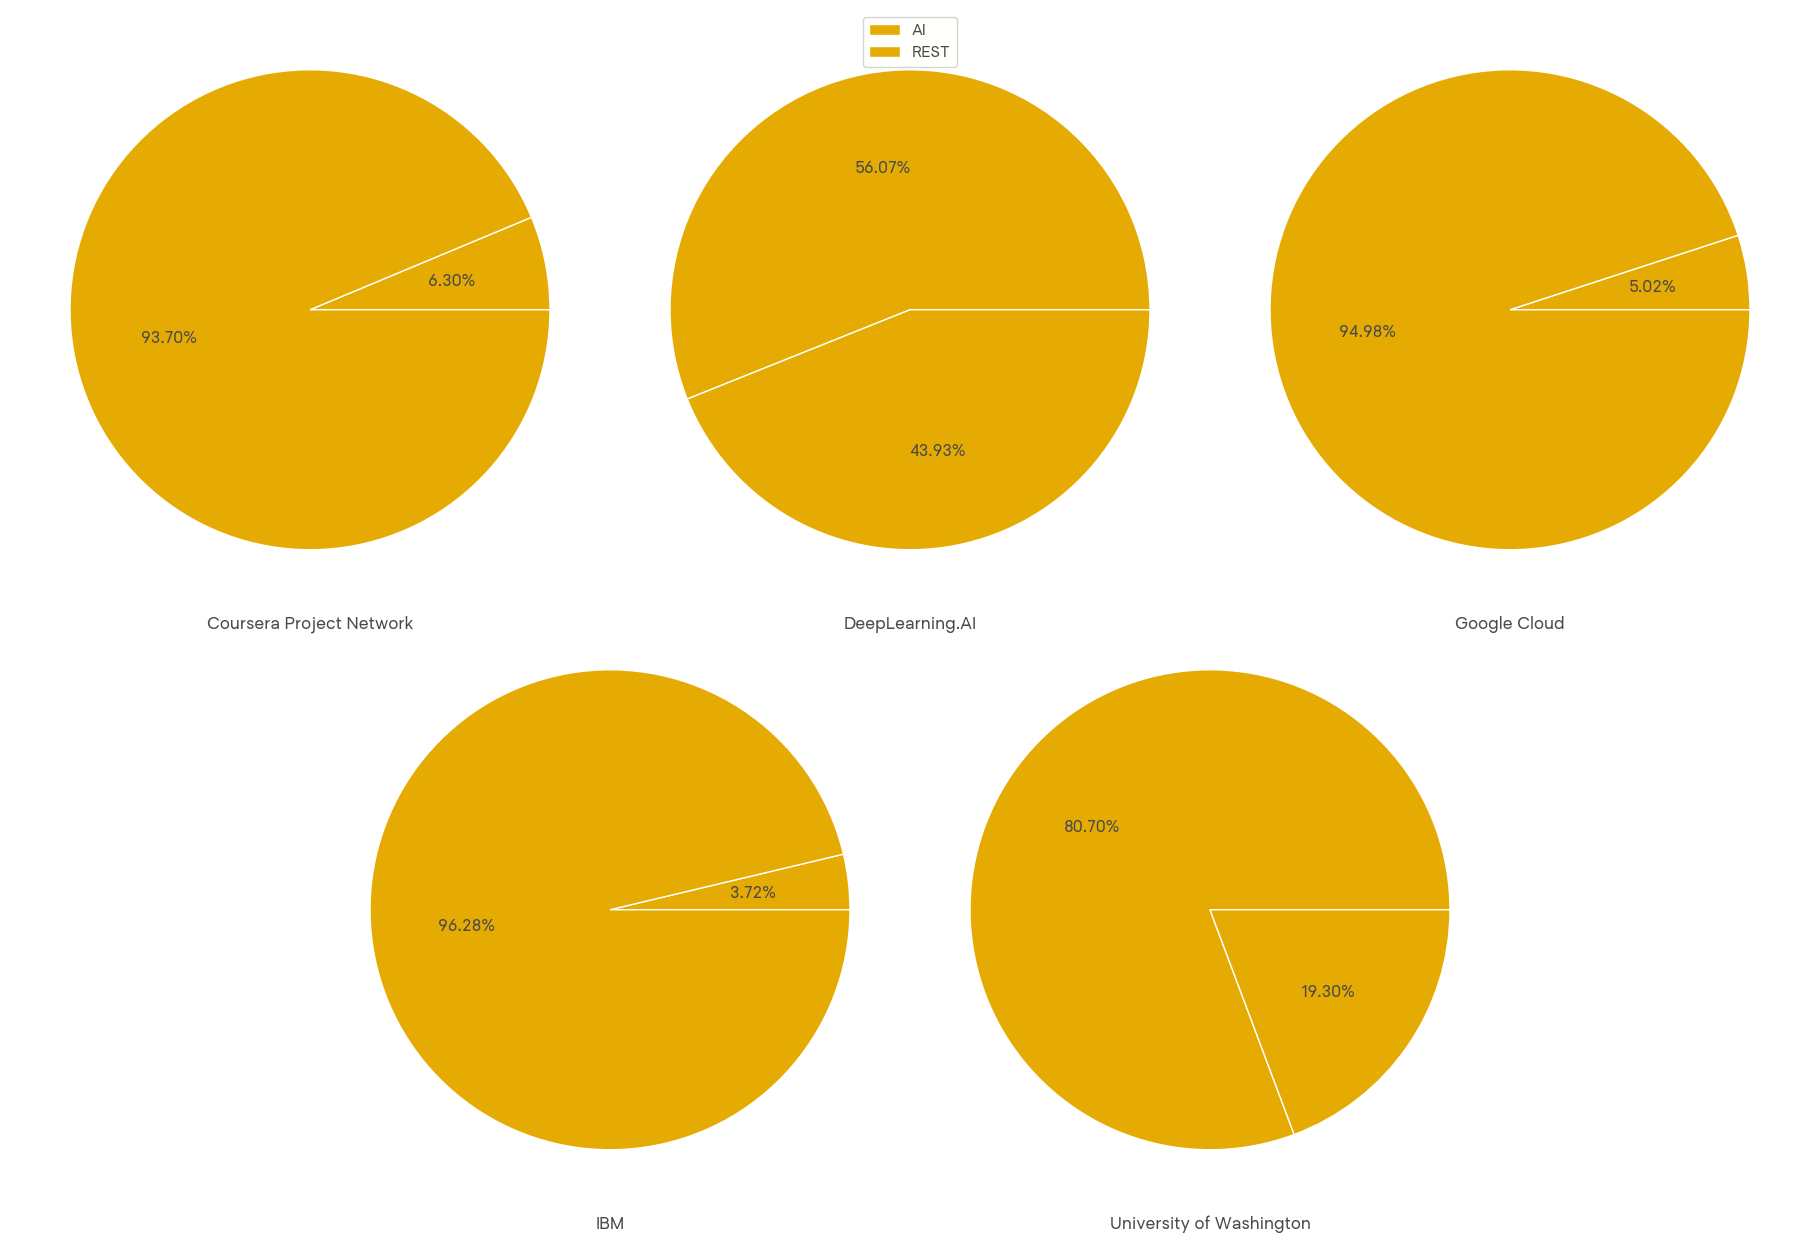 AI
REST
56.07%
43.93%
6.30%
93.70%
5.02%
94.98%
Coursera Project Network
DeepLearning.AI
Google Cloud
80.70%
19.30%
3.72%
96.28%
IBM
University of Washington